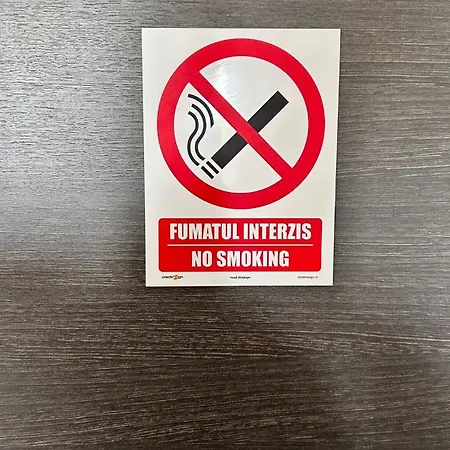 FUMATUL INTERZIS
NO SMOKING